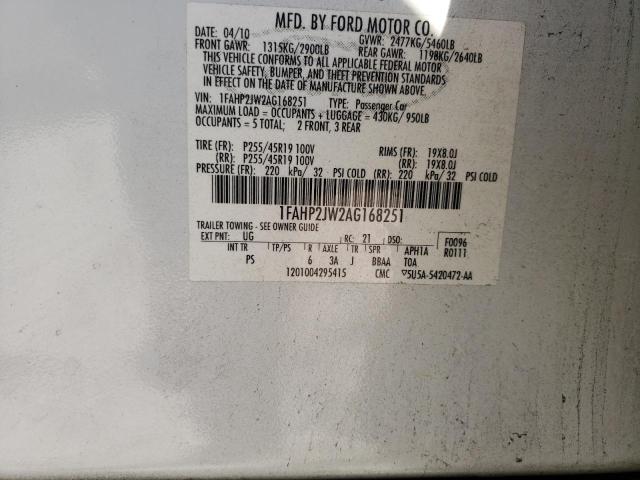 MFD. BY FORD MOTOR CO.
DATE: 04/10 GVWR: 2477KG/5460LB
FRONT GAWR: 1315KG/2900LB REAR GAWR: 1198KG/2640LB
THIS VEHICLE CONFORMS TO ALL APPLICABLE FEDERAL MOTOR
VEHICLE SAFETY, BUMPER, AND THEFT PREVENTION STANDARDS
IN EFFECT ON THE DATE OF MANUFACTURE SHOWN ABOVE.
VIN: 1FAHP2JW2AG168251 TYPE: Passenger Car
MAXIMUM LOAD = OCCUPANTS + LUGGAGE = 430KG/950LB
OCCUPANTS = 5 TOTAL: 2 FRONT, 3 REAR
TIRE (FR): P255/45R19 100V RIMS (FR): 19X8.0J
(RR): P255/45R19 100V (RR): 19X8.0J
PRESSURE (FR): 220 kPa/ 32 PSI COLD (RR): 220 kPa/ 32 PSI COLD
1FAHP2JW2AG168251
TRAILER TOWING - SEE OWNER GUIDE
EXT PNT: UG RC: 21 DSO: F0096
INT TR TP/PS R AXLE TR SPR APH1A R0111
PS 6 3A J BBAA TOA
1201004295415 CMC ▽5U5A-5420472-AA